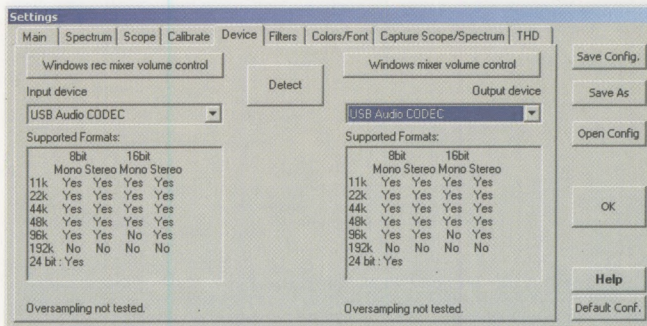 Settings
Main Spectrum Scope Calibrate Device Filters Colors/Font Capture Scope/Spectrum THD
Windows rec mixer volume control
Input device
USB Audio CODEC
Supported Formats:
8bit 16bit
Mono Stereo Mono Stereo
11k Yes Yes Yes Yes
22k Yes Yes Yes Yes
44k Yes Yes Yes Yes
48k Yes Yes Yes Yes
96k Yes Yes No Yes
192k No No No No
24 bit : Yes
Oversampling not tested.
Detect
Windows mixer volume control
Output device
USB Audio CODEC
Supported Formats:
8bit 16bit
Mono Stereo Mono Stereo
11k Yes Yes Yes Yes
22k Yes Yes Yes Yes
44k Yes Yes Yes Yes
48k Yes Yes Yes Yes
96k Yes Yes No Yes
192k No No No No
24 bit : Yes
Oversampling not tested.
Save Config.
Save As
Open Config
OK
Help
Default Conf.